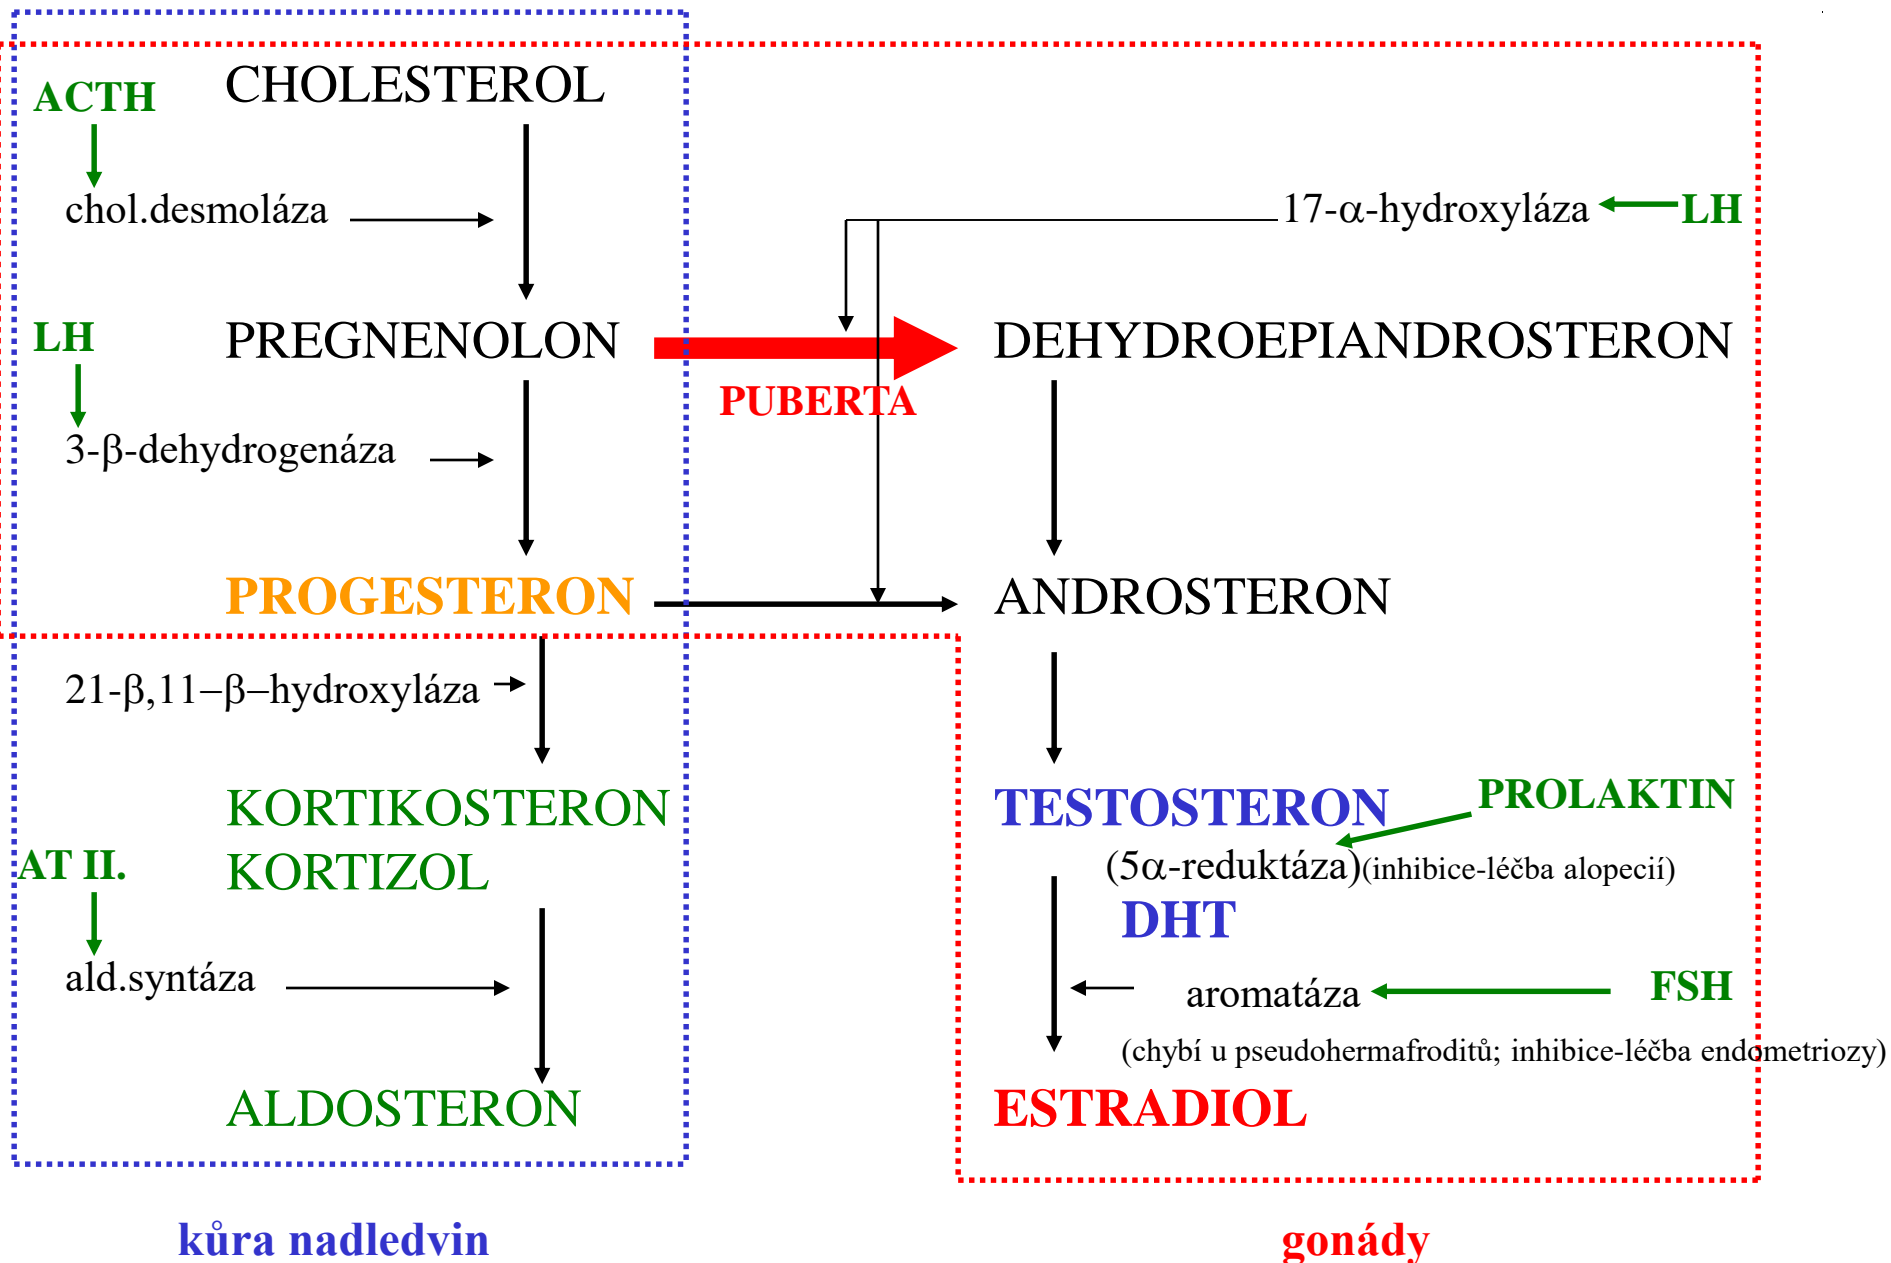 ACTH
CHOLESTEROL
chol.desmoláza
17-α-hydroxyláza
LH
LH
PREGNENOLON
DEHYDROEPIANDROSTERON
PUBERTA
3-β-dehydrogenáza
PROGESTERON
ANDROSTERON
21-β,11–β–hydroxyláza
KORTIKOSTERON
TESTOSTERON
PROLAKTIN
AT II.
KORTIZOL
(5α-reduktáza)(inhibice-léčba alopecií)
DHT
ald.syntáza
aromatáza
FSH
(chybí u pseudohermafroditů; inhibice-léčba endometriozy)
ALDOSTERON
ESTRADIOL
kůra nadledvin
gonády